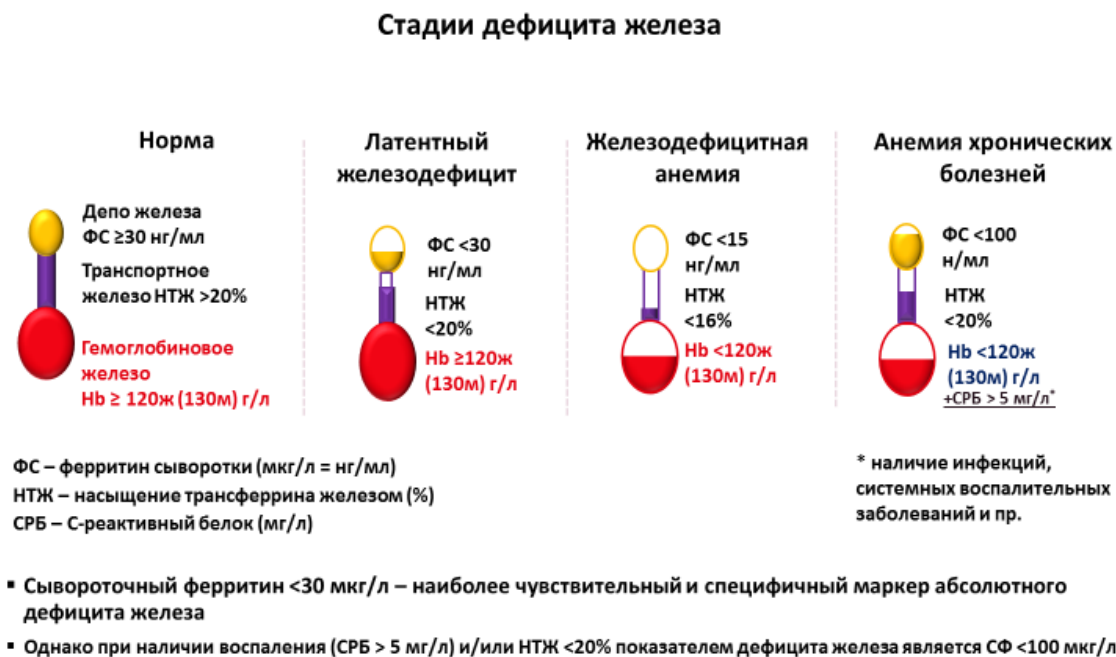 Стадии дефицита железа
Норма
Депо железа
ФС ≥30 нг/мл
Транспортное
железо НТЖ >20%
Гемоглобиновое
железо
Hb ≥ 120ж (130м) г/л
Латентный
железодефицит
ФС <30
нг/мл
НТЖ
<20%
Hb ≥120ж
(130м) г/л
Железодефицитная
анемия
ФС <15
нг/мл
НТЖ
<16%
Hb <120ж
(130м) г/л
Анемия хронических
болезней
ФС <100
н/мл
НТЖ
<20%
Hb <120ж
(130м) г/л
+СРБ > 5 мг/л*
ФС – ферритин сыворотки (мкг/л = нг/мл)
НТЖ – насыщение трансферрина железом (%)
СРБ – С-реактивный белок (мг/л)
* наличие инфекций,
системных воспалительных
заболеваний и пр.
▪ Сывороточный ферритин <30 мкг/л – наиболее чувствительный и специфичный маркер абсолютного
дефицита железа
▪ Однако при наличии воспаления (СРБ > 5 мг/л) и/или НТЖ <20% показателем дефицита железа является СФ <100 мкг/л